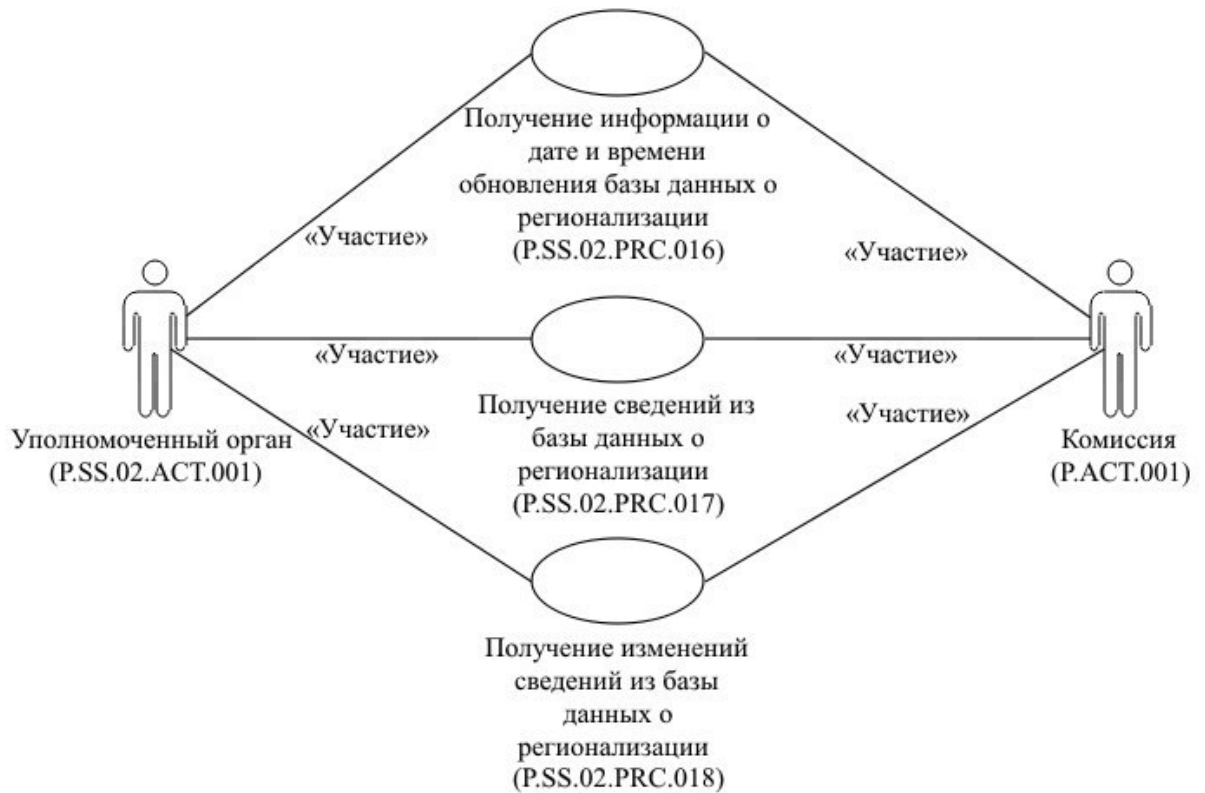 Получение информации о
дате и времени
обновления базы данных о
регионализации
(P.SS.02.PRC.016)
«Участие»
«Участие»
«Участие»
«Участие»
Получение сведений из
базы данных о
регионализации
(P.SS.02.PRC.017)
Уполномоченный орган
(P.SS.02.ACT.001)
«Участие»
«Участие»
Комиссия
(P.ACT.001)
Получение изменений
сведений из базы
данных о
регионализации
(P.SS.02.PRC.018)